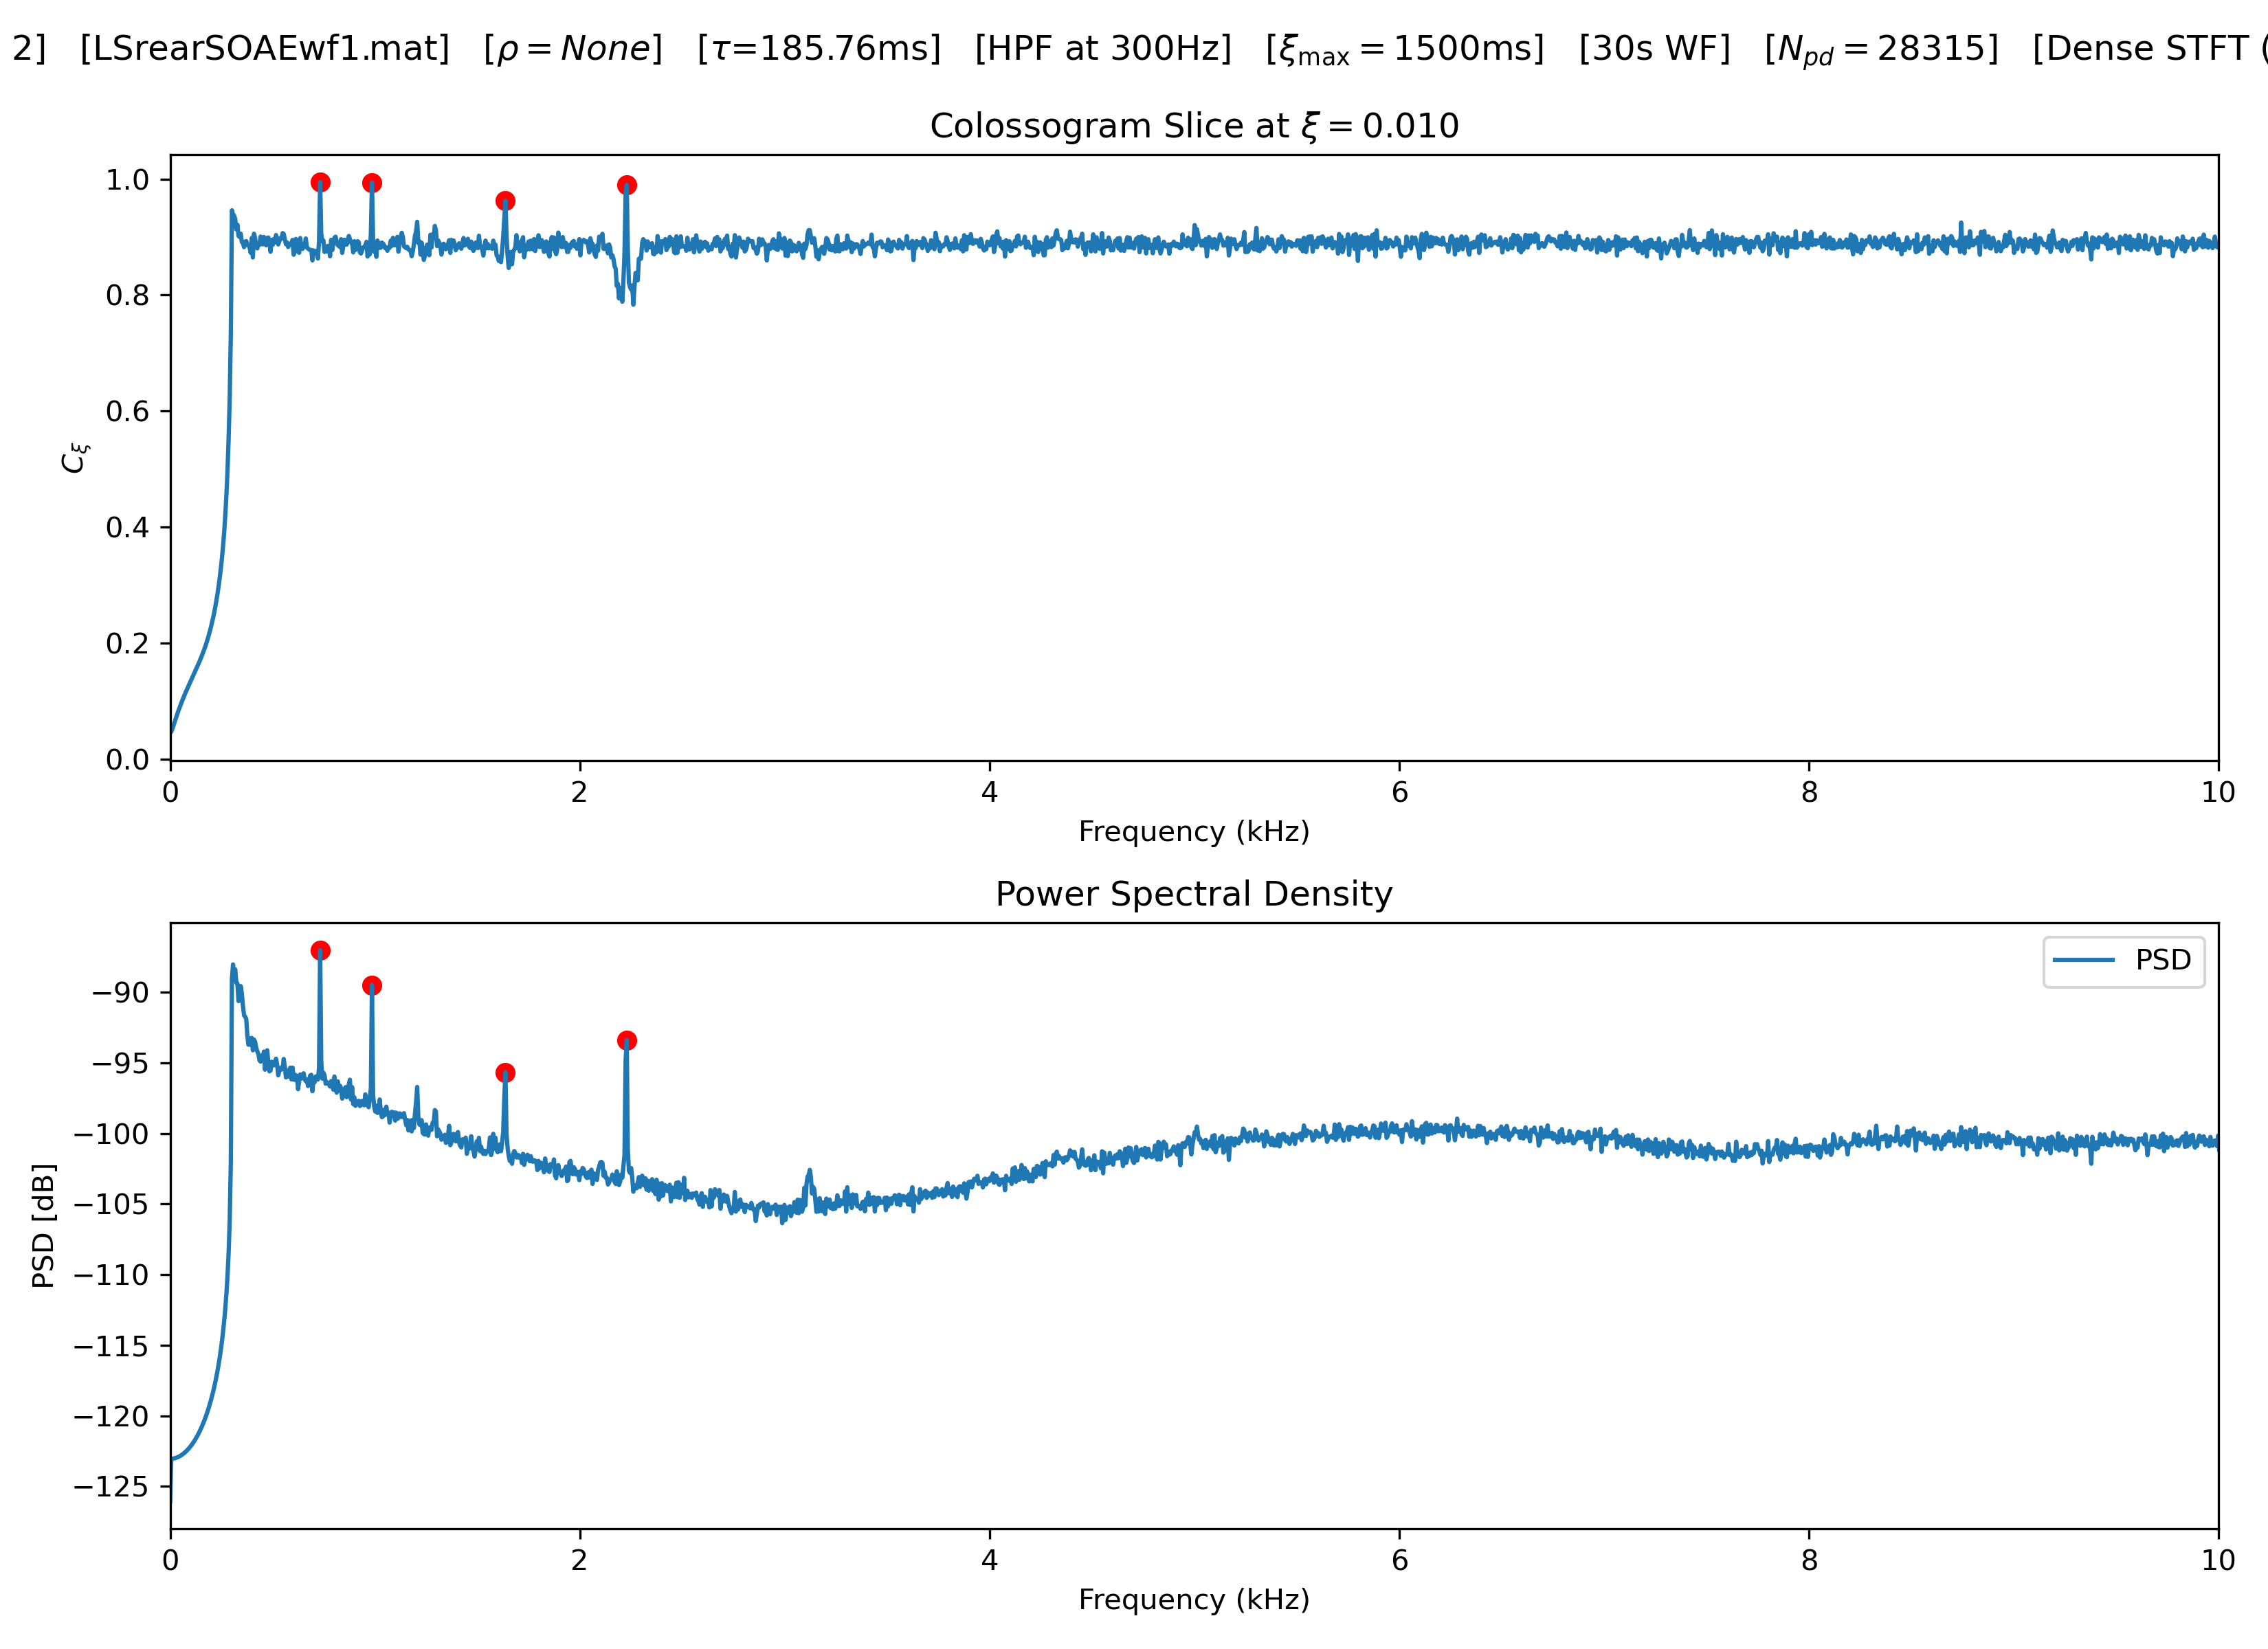 2] [LSrearSOAEwf1.mat] [ρ = None] [τ=185.76ms] [HPF at 300Hz] [ξmax = 1500ms] [30s WF] [Npd = 28315] [Dense STFT (
Colossogram Slice at ξ = 0.010
1.0
0.8
0.6
0.4
0.2
0.0
Cξ
0 2 4 6 8 10
Frequency (kHz)
Power Spectral Density
PSD
−90
−95
−100
−105
−110
−115
−120
−125
PSD [dB]
0 2 4 6 8 10
Frequency (kHz)